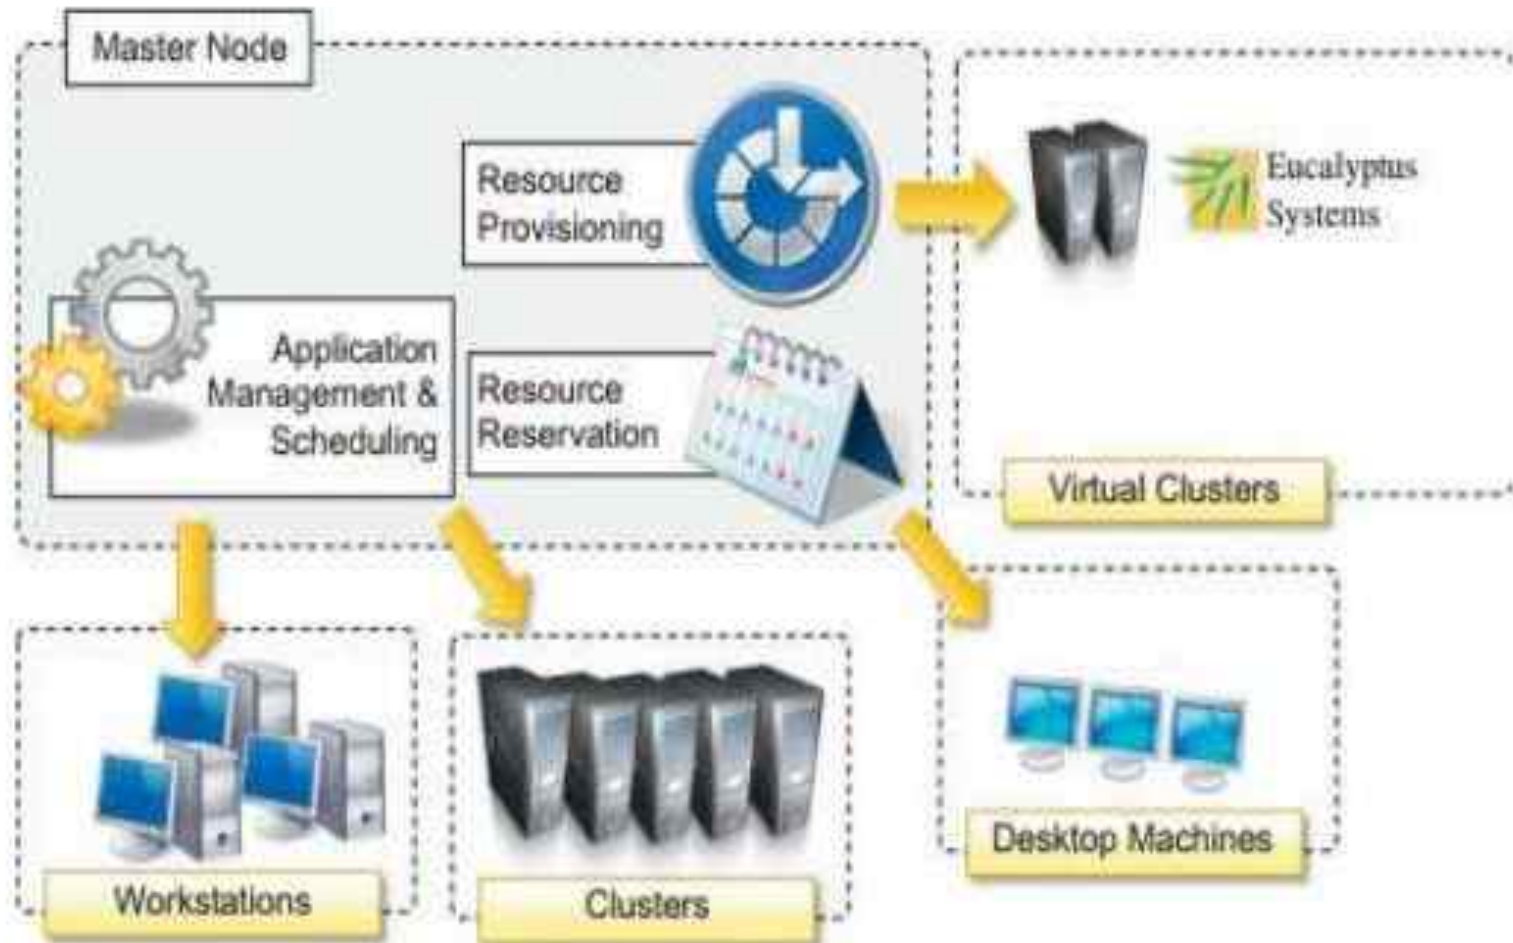 Master Node
Resource
Provisioning
Eucalyptus
Systems
Application
Management &
Scheduling
Resource
Reservation
Virtual Clusters
Workstations
Clusters
Desktop Machines